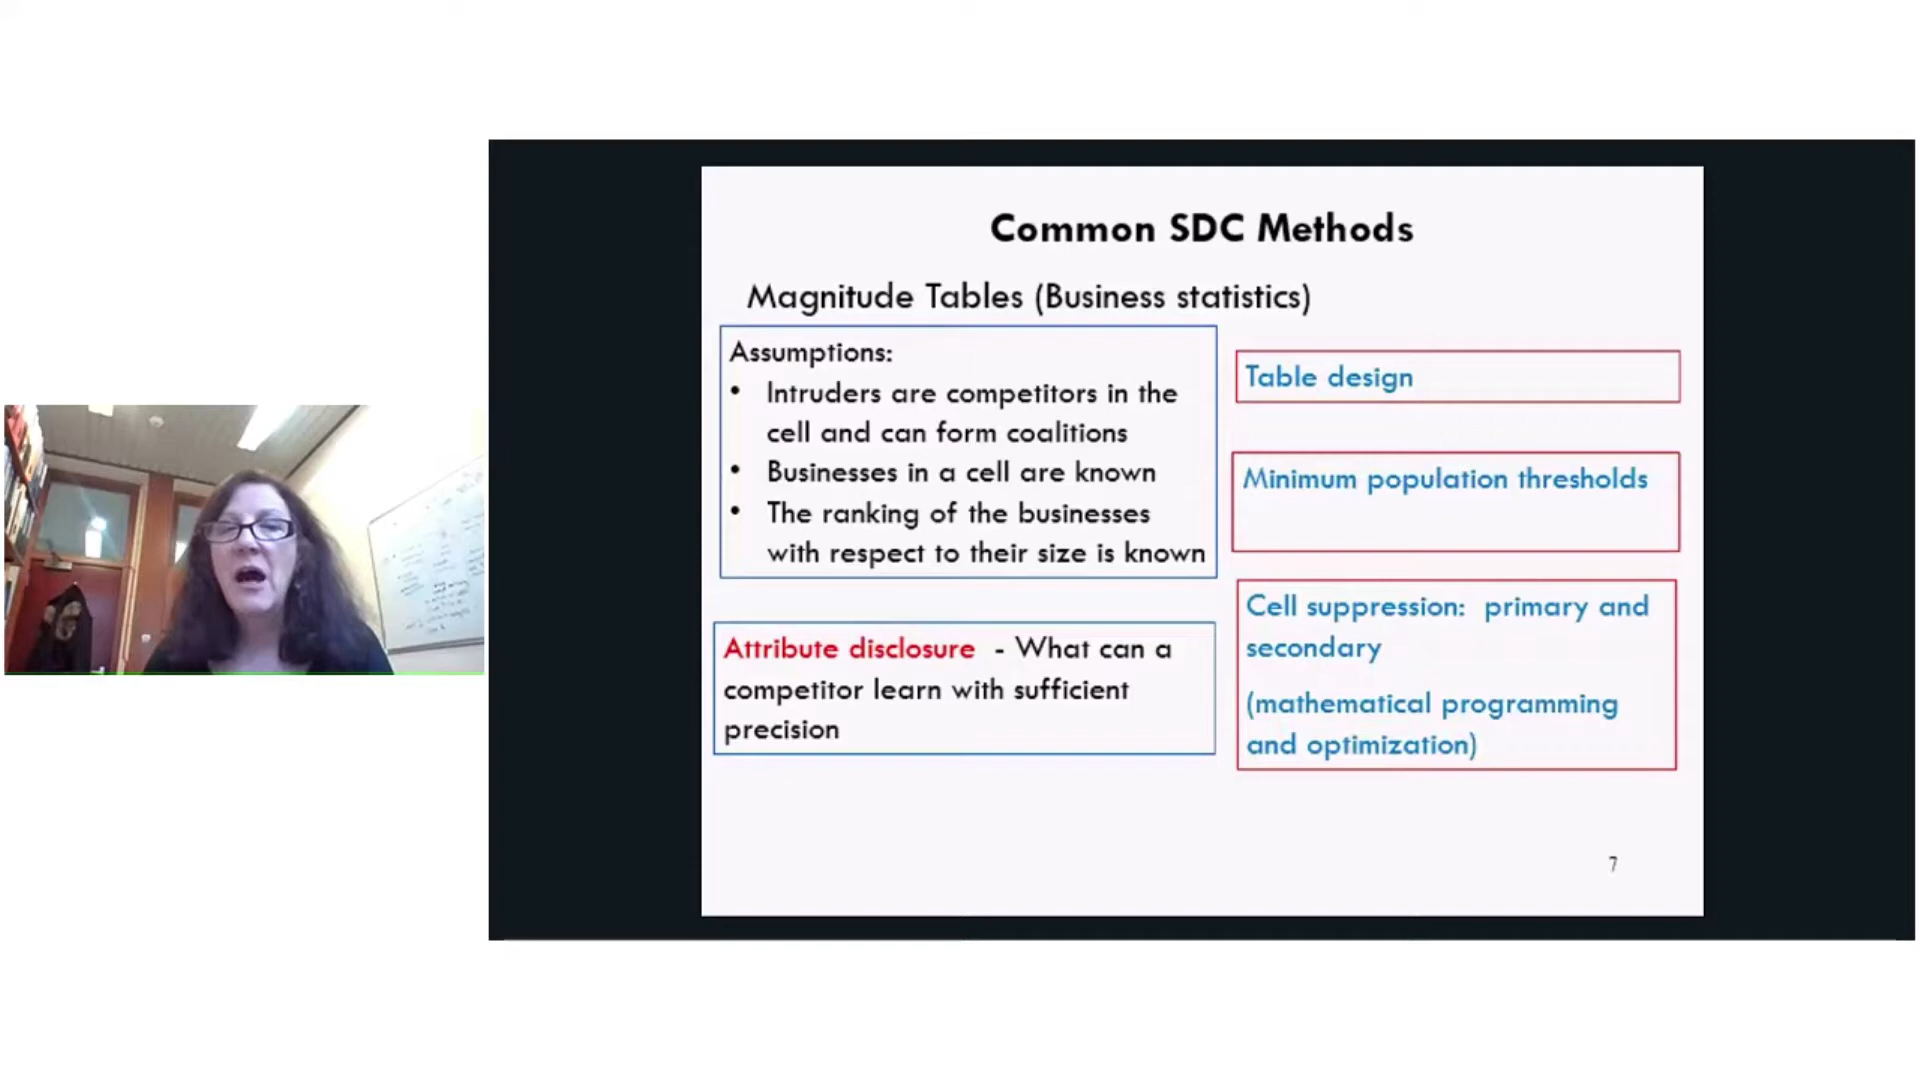 Common SDC Methods
Magnitude Tables (Business statistics)
Assumptions:
• Intruders are competitors in the
cell and can form coalitions
• Businesses in a cell are known
• The ranking of the businesses
with respect to their size is known
Attribute disclosure - What can a
competitor learn with sufficient
precision
Table design
Minimum population thresholds
Cell suppression: primary and
secondary
(mathematical programming
and optimization)
7